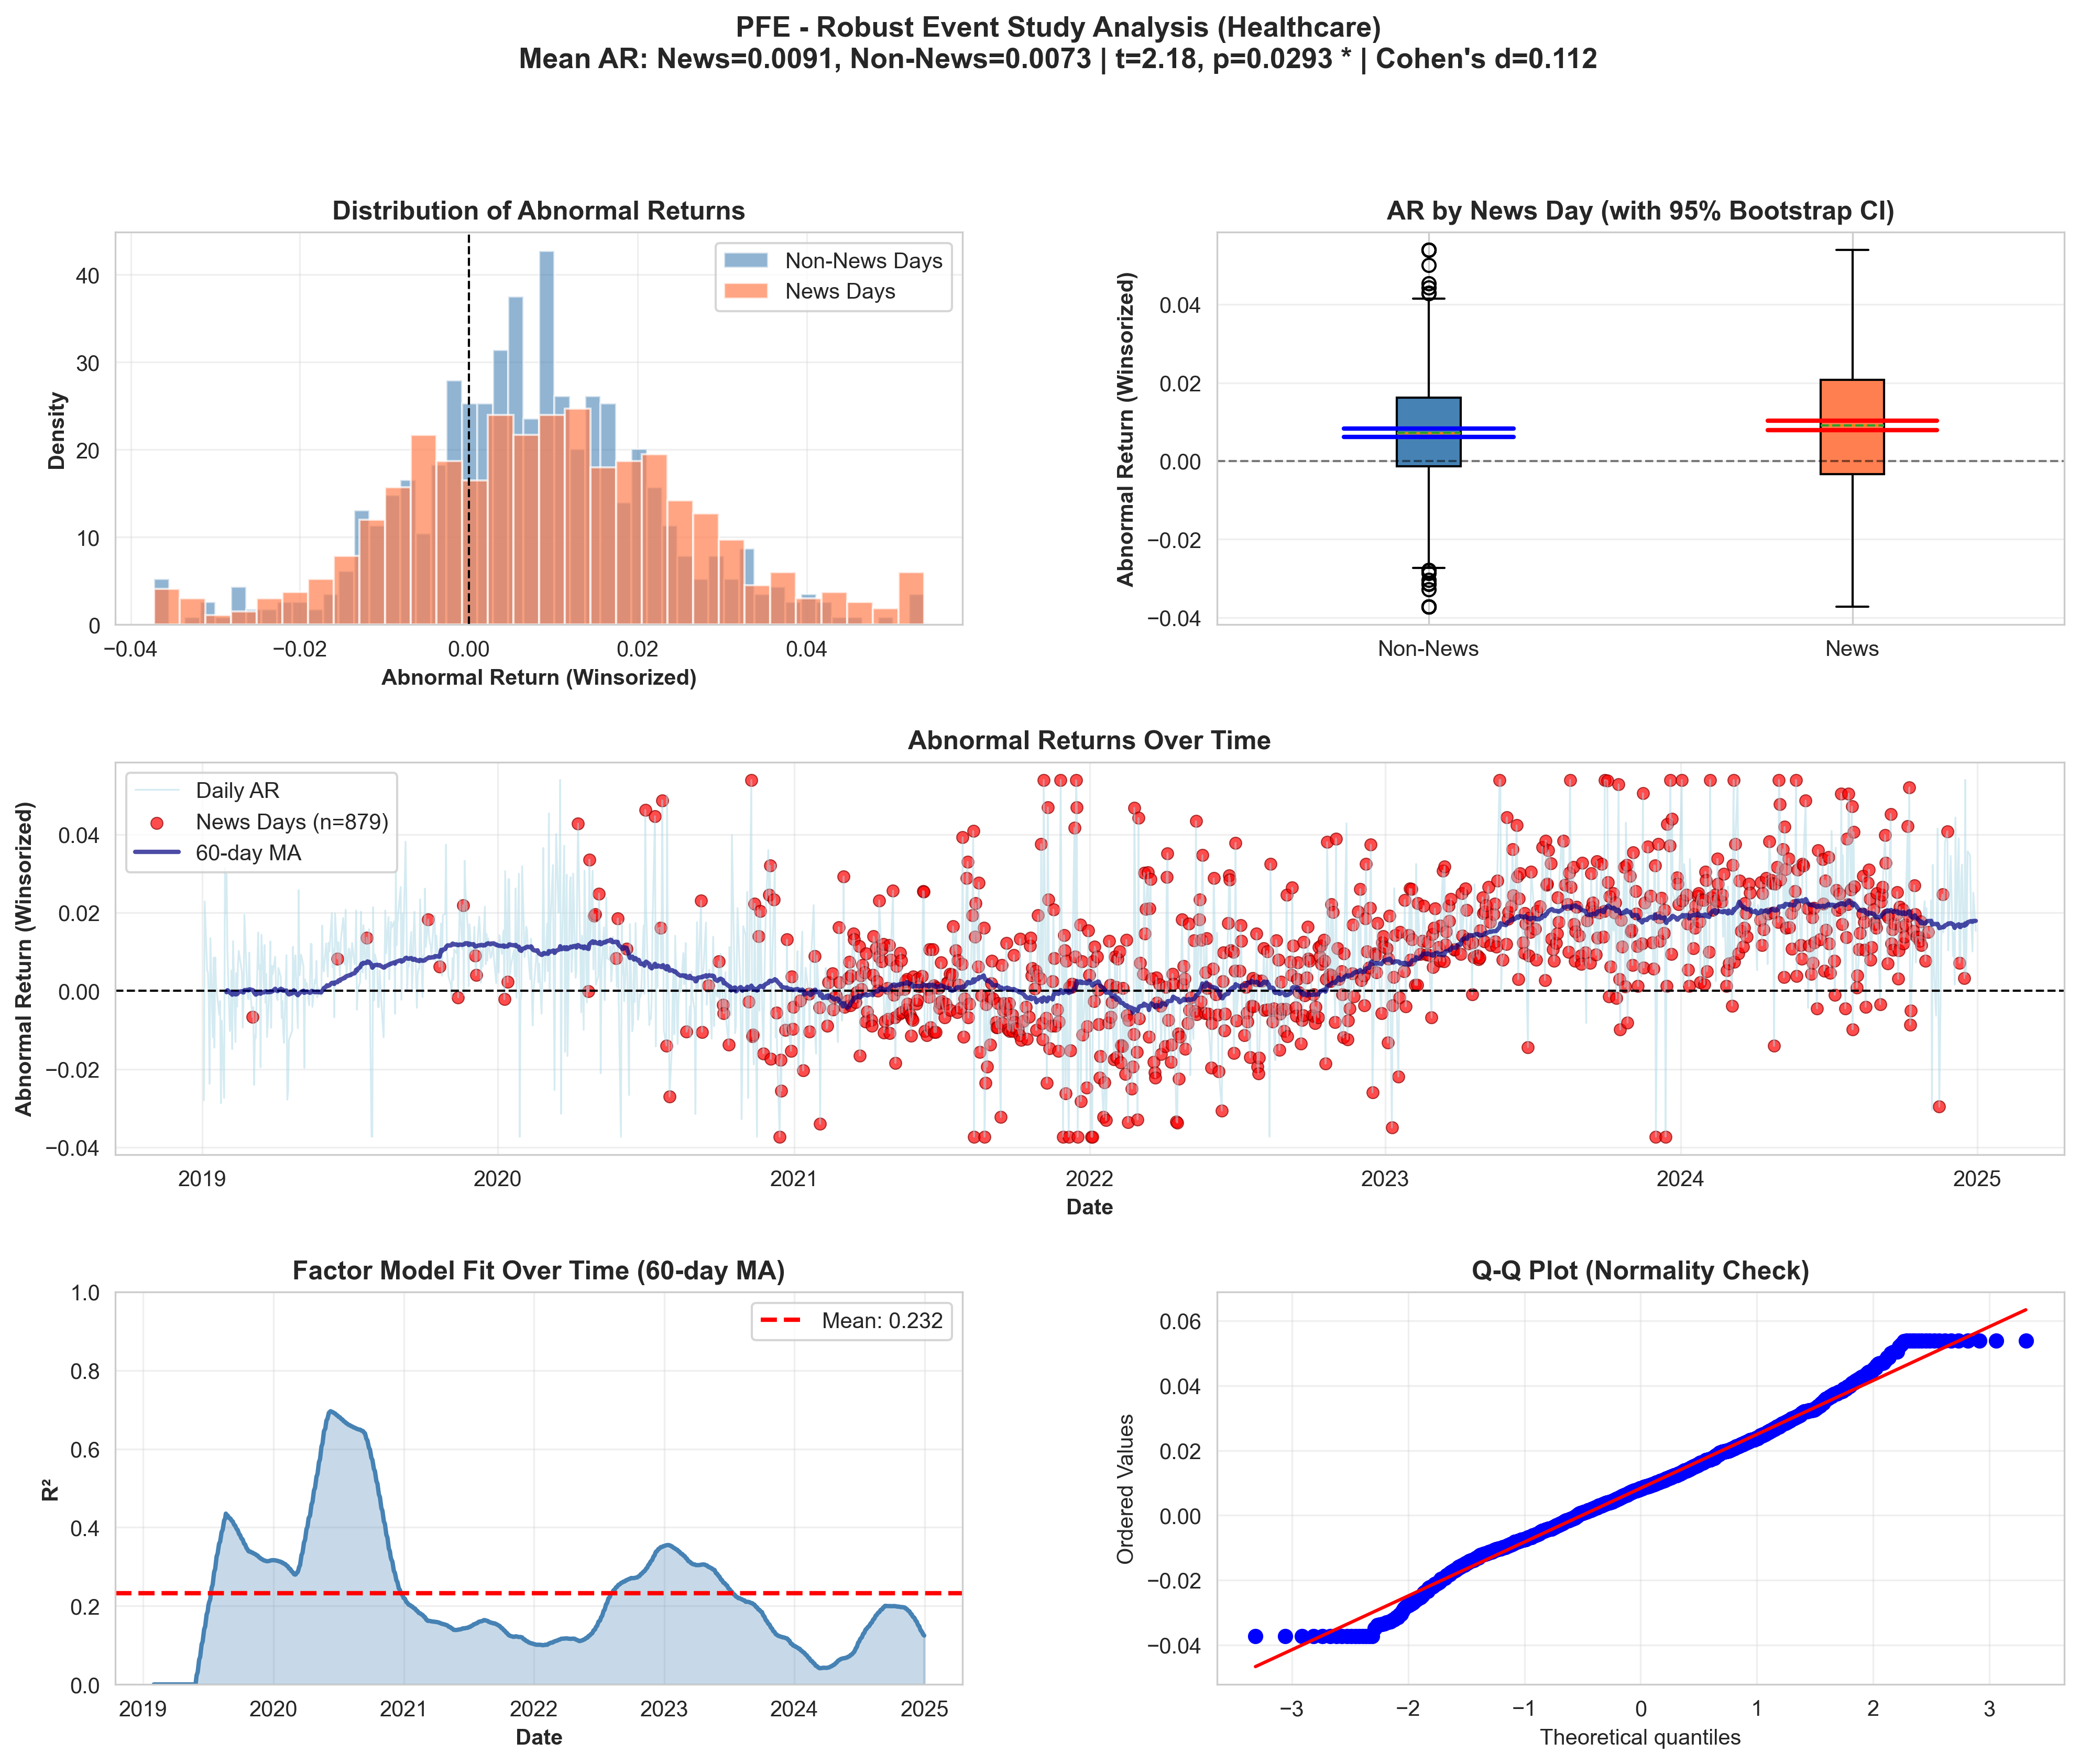 PFE - Robust Event Study Analysis (Healthcare)
Mean AR: News=0.0091, Non-News=0.0073 | t=2.18, p=0.0293 * | Cohen's d=0.112
Distribution of Abnormal Returns
Density
40
30
20
10
0
Non-News Days
News Days
−0.04
−0.02
0.00
0.02
0.04
Abnormal Return (Winsorized)
AR by News Day (with 95% Bootstrap CI)
Abnormal Return (Winsorized)
0.04
0.02
0.00
−0.02
−0.04
Non-News
News
Abnormal Returns Over Time
Abnormal Return (Winsorized)
0.04
0.02
0.00
−0.02
−0.04
Daily AR
News Days (n=879)
60-day MA
2019
2020
2021
2022
2023
2024
2025
Date
Factor Model Fit Over Time (60-day MA)
R²
1.0
0.8
0.6
0.4
0.2
0.0
Mean: 0.232
2019
2020
2021
2022
2023
2024
2025
Date
Q-Q Plot (Normality Check)
Ordered Values
0.06
0.04
0.02
0.00
−0.02
−0.04
−3
−2
−1
0
1
2
3
Theoretical quantiles